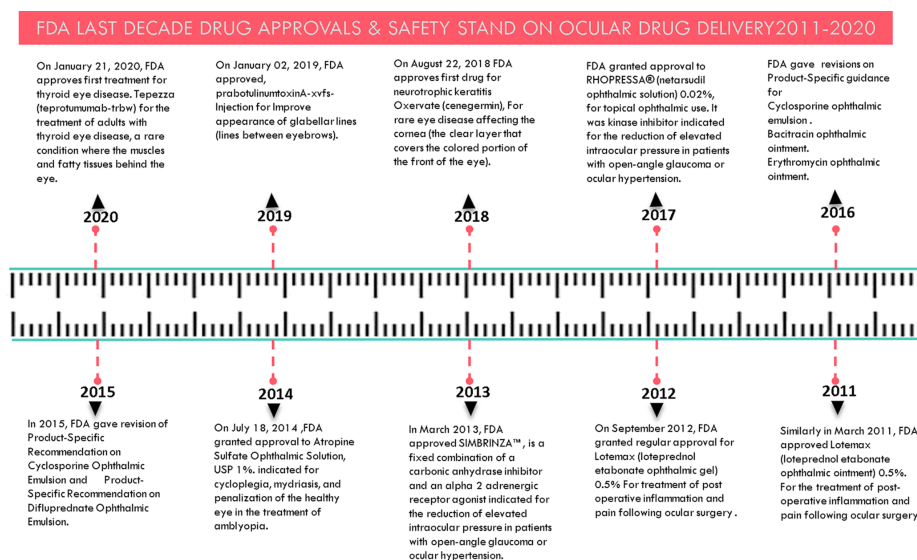 FDA LAST DECADE DRUG APPROVALS & SAFETY STAND ON OCULAR DRUG DELIVERY2011-2020
On January 21, 2020, FDA
approves first treatment for
thyroid eye disease. Tepezza
(teprotumumab-trbw) for
the treatment of adults with
thyroid eye disease, a rare
condition where the muscles
and fatty tissues behind the
eye.
2020
On January 02, 2019, FDA
approved,
prabotulinumtoxinA-xvfs-
Injection for Improve
appearance of glabellar lines
(lines between eyebrows).
2019
On August 22, 2018 FDA
approves first drug for
neurotrophic keratitis
Oxervate (cenegermin), For
rare eye disease affecting the
cornea (the clear layer that
covers the colored portion of
the front of the eye).
2018
FDA granted approval to
RHOPRESSA® (netarsudil
ophthalmic solution) 0.02%,
for topical ophthalmic use. It
was kinase inhibitor indicated
for the reduction of elevated
intraocular pressure in patients
with open-angle glaucoma or
ocular hypertension.
2017
FDA gave revisions on
Product-Specific guidance
for
Cyclosporine ophthalmic
emulsion .
Bacitracin ophthalmic
ointment.
Erythromycin ophthalmic
ointment.
2016
2015
In 2015, FDA gave revision of
Product-Specific
Recommendation on
Cyclosporine Ophthalmic
Emulsion and Product-
Specific Recommendation on
Difluprednate Ophthalmic
Emulsion.
2014
On July 18, 2014 ,FDA
granted approval to Atropine
Sulfate Ophthalmic Solution,
USP 1%. indicated for
cycloplegia, mydriasis, and
penalization of the healthy
eye in the treatment of
amblyopia.
2013
In March 2013, FDA
approved SIMBRINZA™, is a
fixed combination of a
carbonic anhydrase inhibitor
and an alpha 2 adrenergic
receptor agonist indicated for
the reduction of elevated
intraocular pressure in patients
with open-angle glaucoma or
ocular hypertension.
2012
On September 2012, FDA
granted regular approval for
Lotemax (loteprednol
etabonate ophthalmic gel)
0.5% For treatment of post
operative inflammation and
pain following ocular surgery .
2011
Similarly in March 2011, FDA
approved Lotemax
(loteprednol etabonate
ophthalmic ointment) 0.5%.
For the treatment of post-
operative inflammation and
pain following ocular surgery